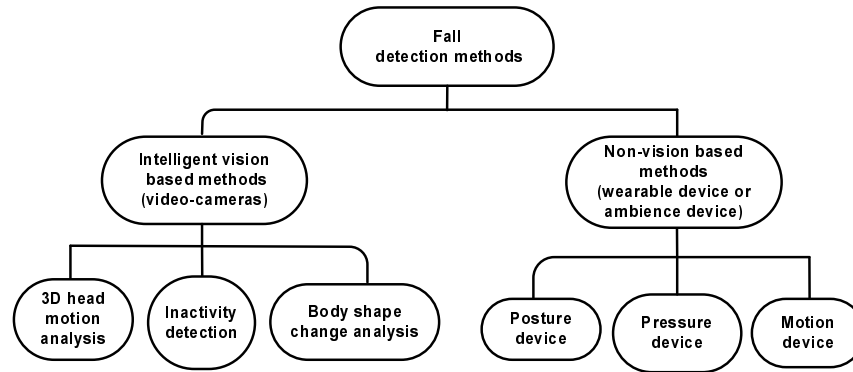 Fall
detection methods
Intelligent vision
based methods
(video-cameras)
Non-vision based
methods
(wearable device or
ambience device)
3D head
motion
analysis
Inactivity
detection
Body shape
change analysis
Posture
device
Pressure
device
Motion
device